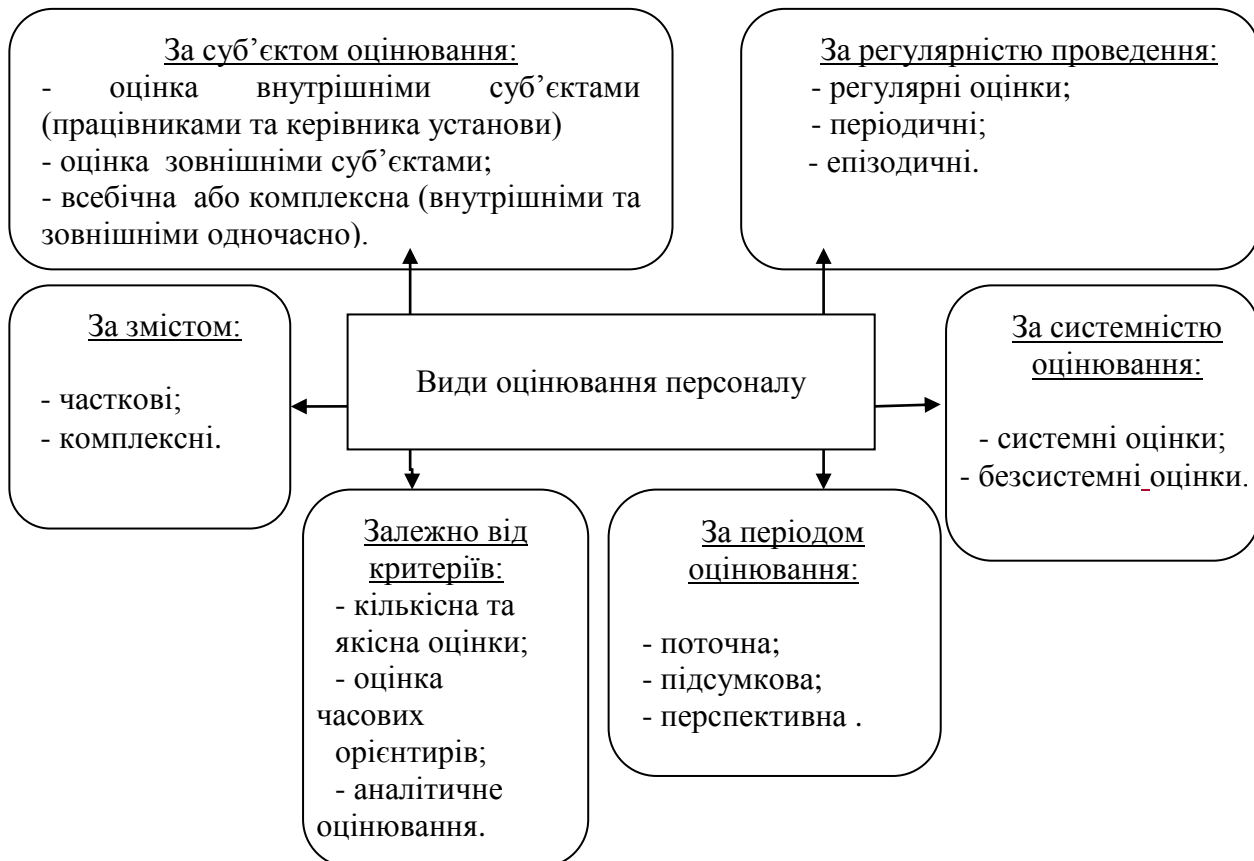 За суб’єктом оцінювання:
- оцінка внутрішніми суб’єктами
(працівниками та керівника установи)
- оцінка зовнішніми суб’єктами;
- всебічна або комплексна (внутрішніми та
зовнішніми одночасно).
За регулярністю проведення:
- регулярні оцінки;
- періодичні;
- епізодичні.
За змістом:
- часткові;
- комплексні.
Види оцінювання персоналу
За системністю
оцінювання:
- системні оцінки;
- безсистемні оцінки.
Залежно від
критеріїв:
- кількісна та
якісна оцінки;
- оцінка
часових
орієнтирів;
- аналітичне
оцінювання.
За періодом
оцінювання:
- поточна;
- підсумкова;
- перспективна .